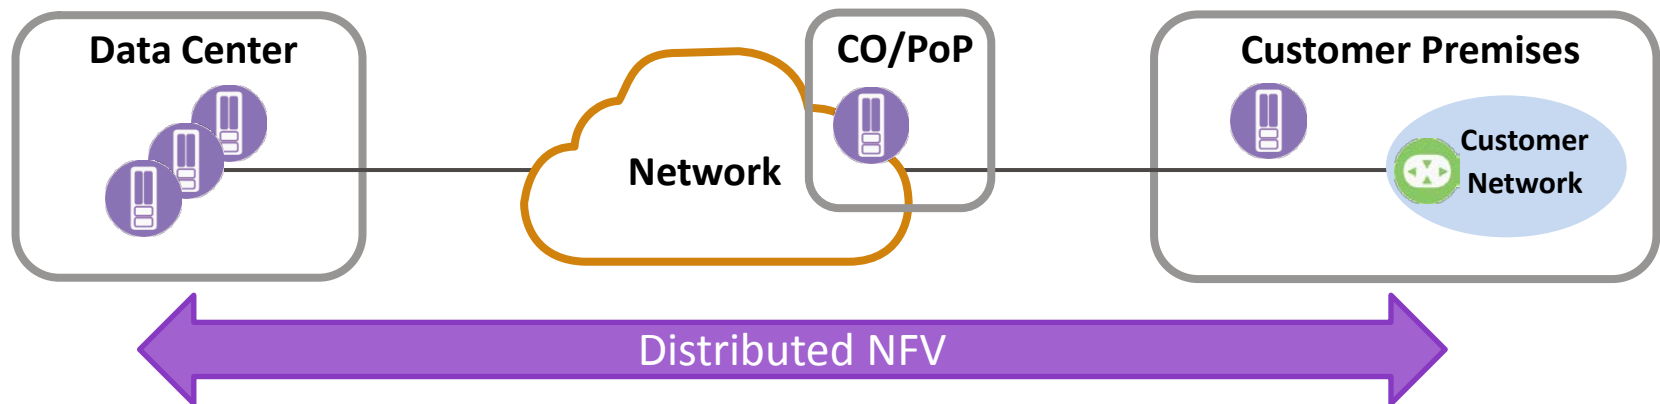 Data Center
Network
CO/PoP
Customer Premises
Customer
Network
Distributed NFV